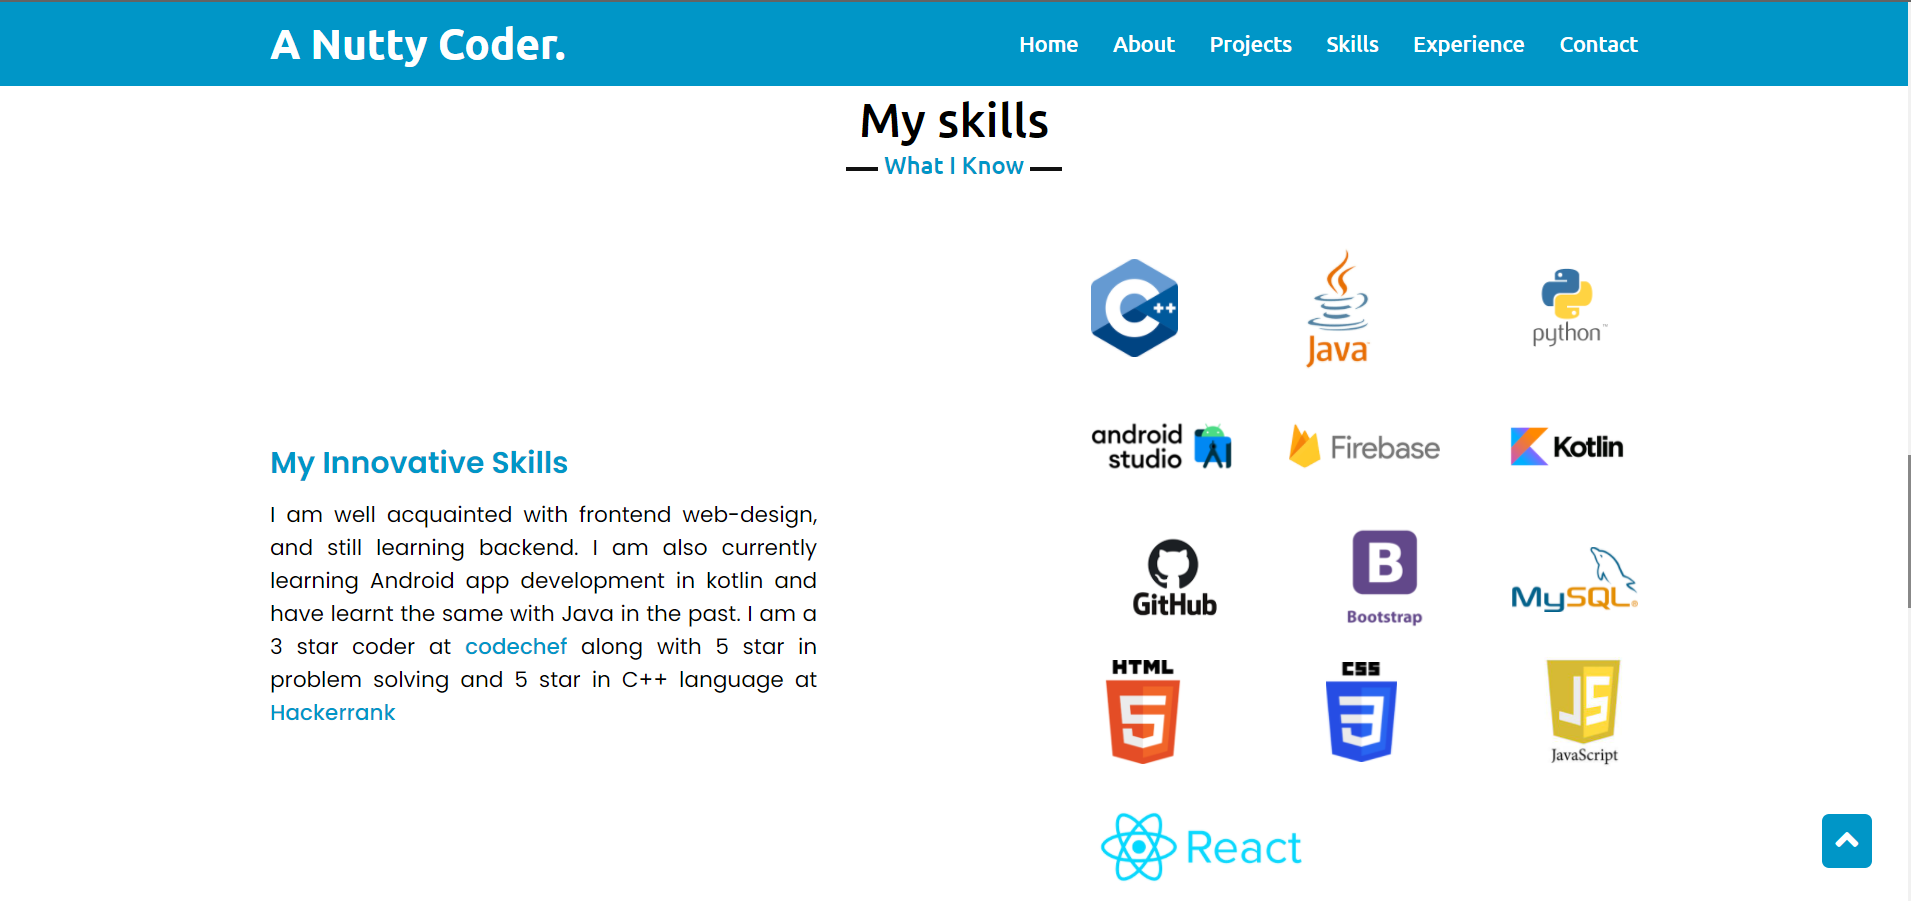 A Nutty Coder.
Home About Projects Skills Experience Contact
My skills
What I Know
My Innovative Skills
I am well acquainted with frontend web-design,
and still learning backend. I am also currently
learning Android app development in kotlin and
have learnt the same with Java in the past. I am a
3 star coder at codechef along with 5 star in
problem solving and 5 star in C++ language at
Hackerrank
C++
Java
python™
android
studio
Firebase
Kotlin
GitHub
B
Bootstrap
MySQL®
HTML
5
CSS
3
JS
JavaScript
React